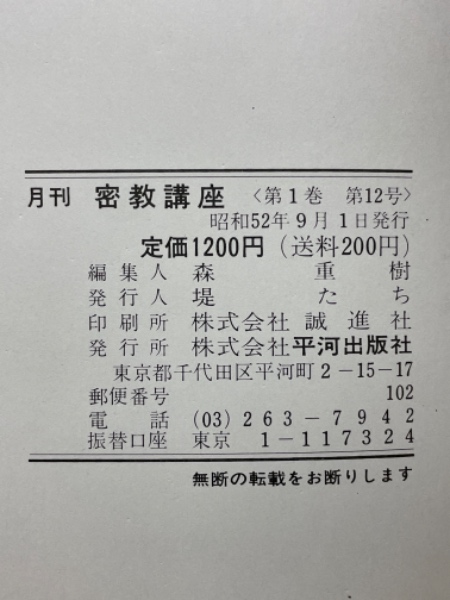 月刊 密教講座 〈第1巻 第12号〉
昭和52年9月1日発行
定価1200円(送料200円)
編集人 森重樹
発行人 堤たち
印刷所 株式会社 誠進社
発行所 株式会社平河出版社
東京都千代田区平河町2-15-17
郵便番号 102
電話 (03)263-7942
振替口座 東京 1-117324
無断の転載をお断りします